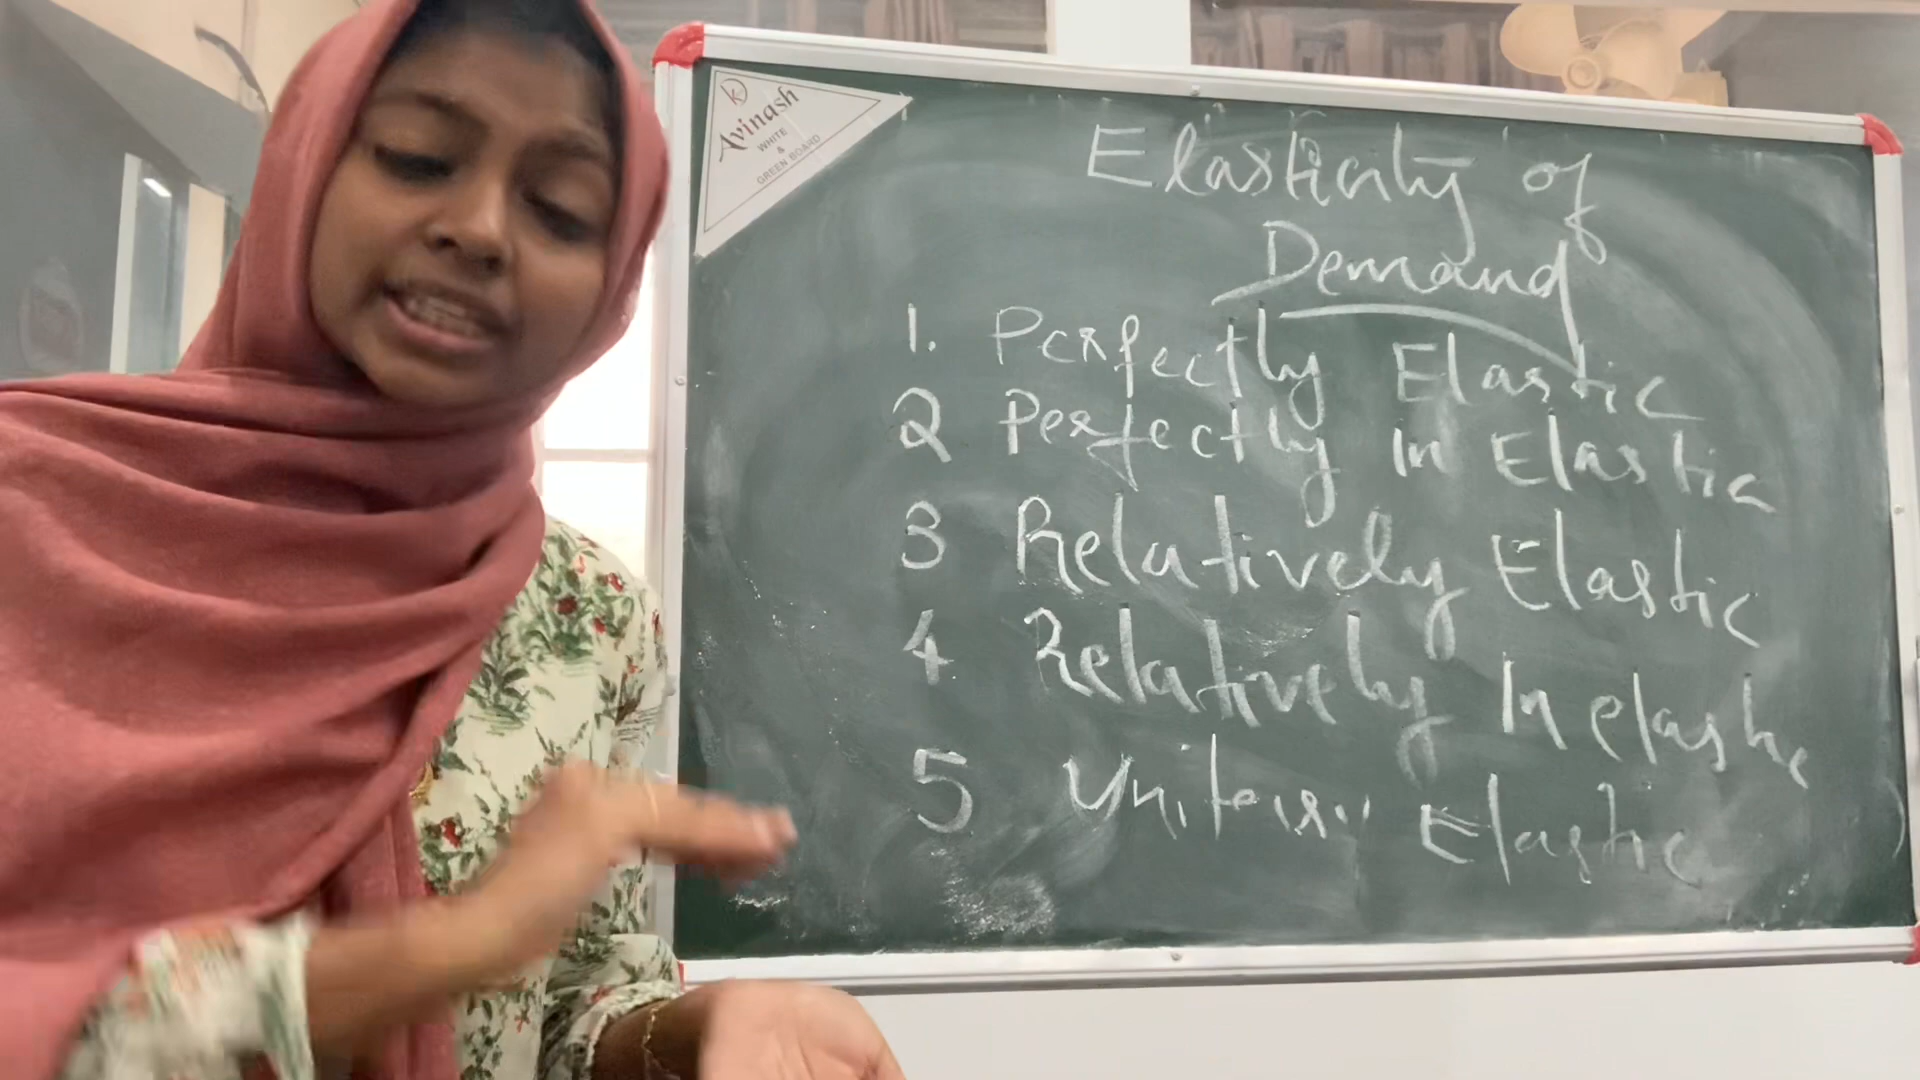 K
Avinash
WHITE
&
GREEN BOARD
Elasticity of
Demand
1. Perfectly Elastic
2 Perfectly In Elastic
3 Relatively Elastic
4 Relatively Inelastic
5 Elastic